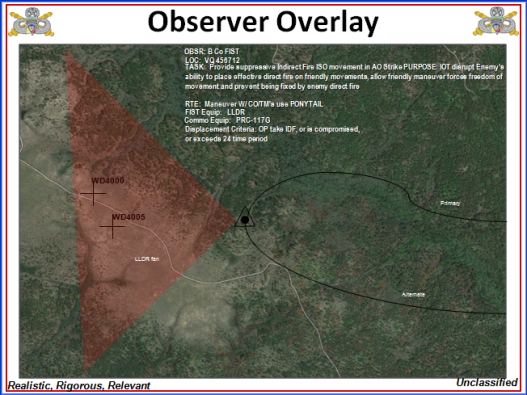 Observer Overlay
OBSR: B Co FIST
LOC: VQ 456712
TASK: Provide suppressive Indirect Fire ISO movement in AO Strike PURPOSE: IOT disrupt Enemy's
ability to place effective direct fire on friendly movements, allow friendly maneuver forces freedom of
movement and prevent being fixed by enemy direct fire
RTE: Maneuver W/ CO/TM's use PONYTAIL
FIST Equip: LLDR
Commo Equip: PRC-117G
Displacement Criteria: OP take IDF, or is compromised,
or exceeds 24 time period
WD4000
WD4005
Primary
LLDR fan
Alternate
Realistic, Rigorous, Relevant
Unclassified